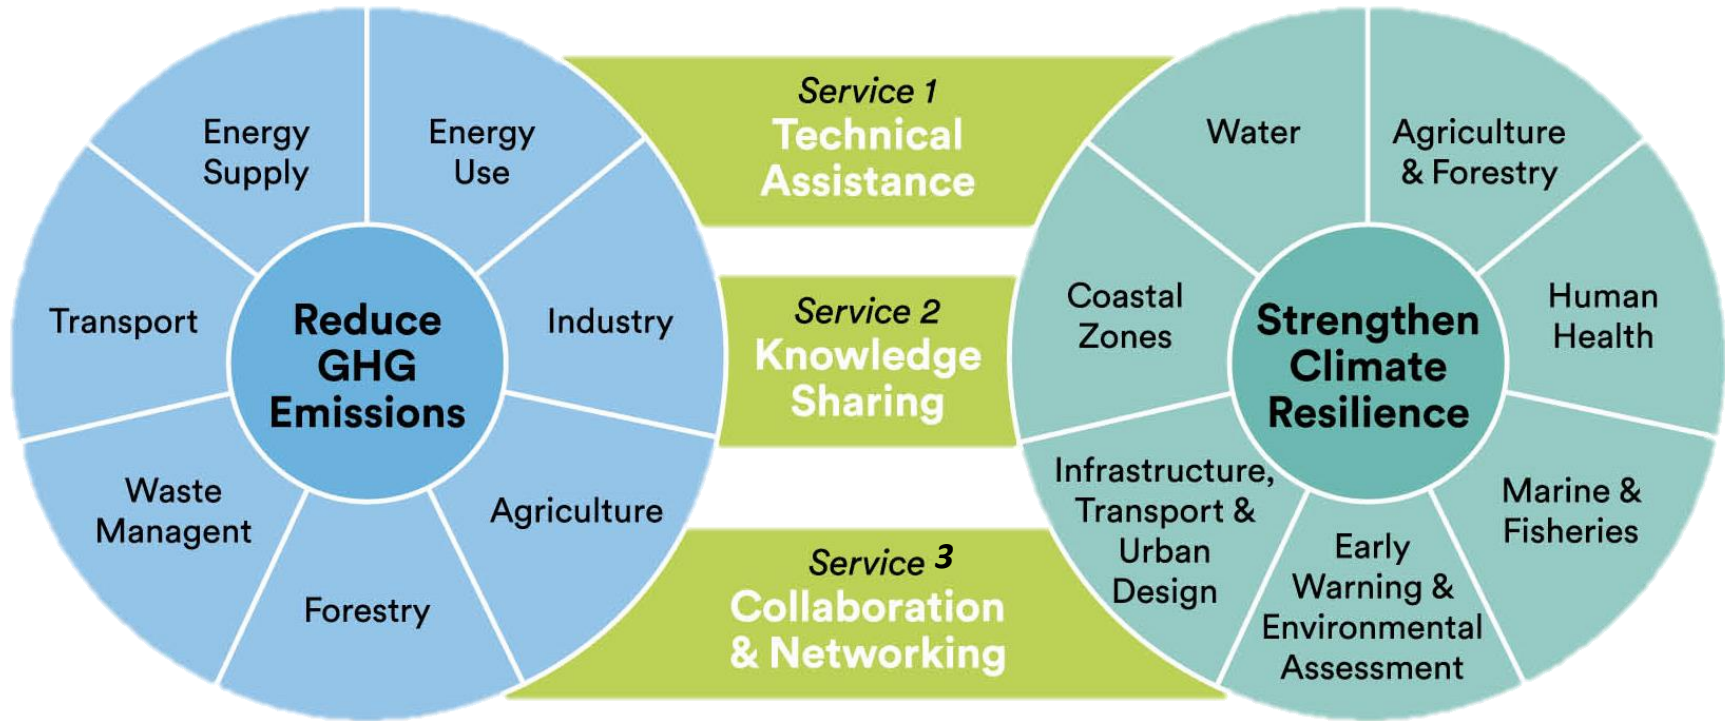 Energy
Supply
Energy
Use
Transport
Reduce
GHG
Emissions
Industry
Waste
Managent
Agriculture
Forestry
Service 1
Technical
Assistance
Service 2
Knowledge
Sharing
Service 3
Collaboration
& Networking
Water
Agriculture
& Forestry
Coastal
Zones
Strengthen
Climate
Resilience
Human
Health
Infrastructure,
Transport &
Urban
Design
Early
Warning &
Environmental
Assessment
Marine &
Fisheries